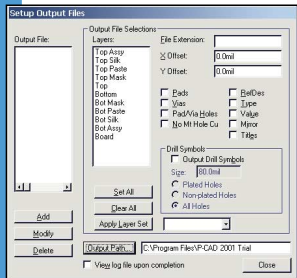 Setup Output Files
Output File:
Output File Selections
Layers:
Top Assy
Top Silk
Top Paste
Top Mask
Top
Bottom
Bot Mask
Bot Paste
Bot Silk
Bot Assy
Board
File Extension:
X Offset: 0.0mil
Y Offset: 0.0mil
Pads
Vias
Pad/Via Holes
No Mt Hole Cu
RefDes
Type
Value
Mirror
Titles
Drill Symbols
Output Drill Symbols
Size: 80.0mil
Plated Holes
Non-plated Holes
All Holes
Set All
Clear All
Apply Layer Set
Add
Modify
Delete
Output Path... C:\Program Files\P-CAD 2001 Trial
View log file upon completion
Close